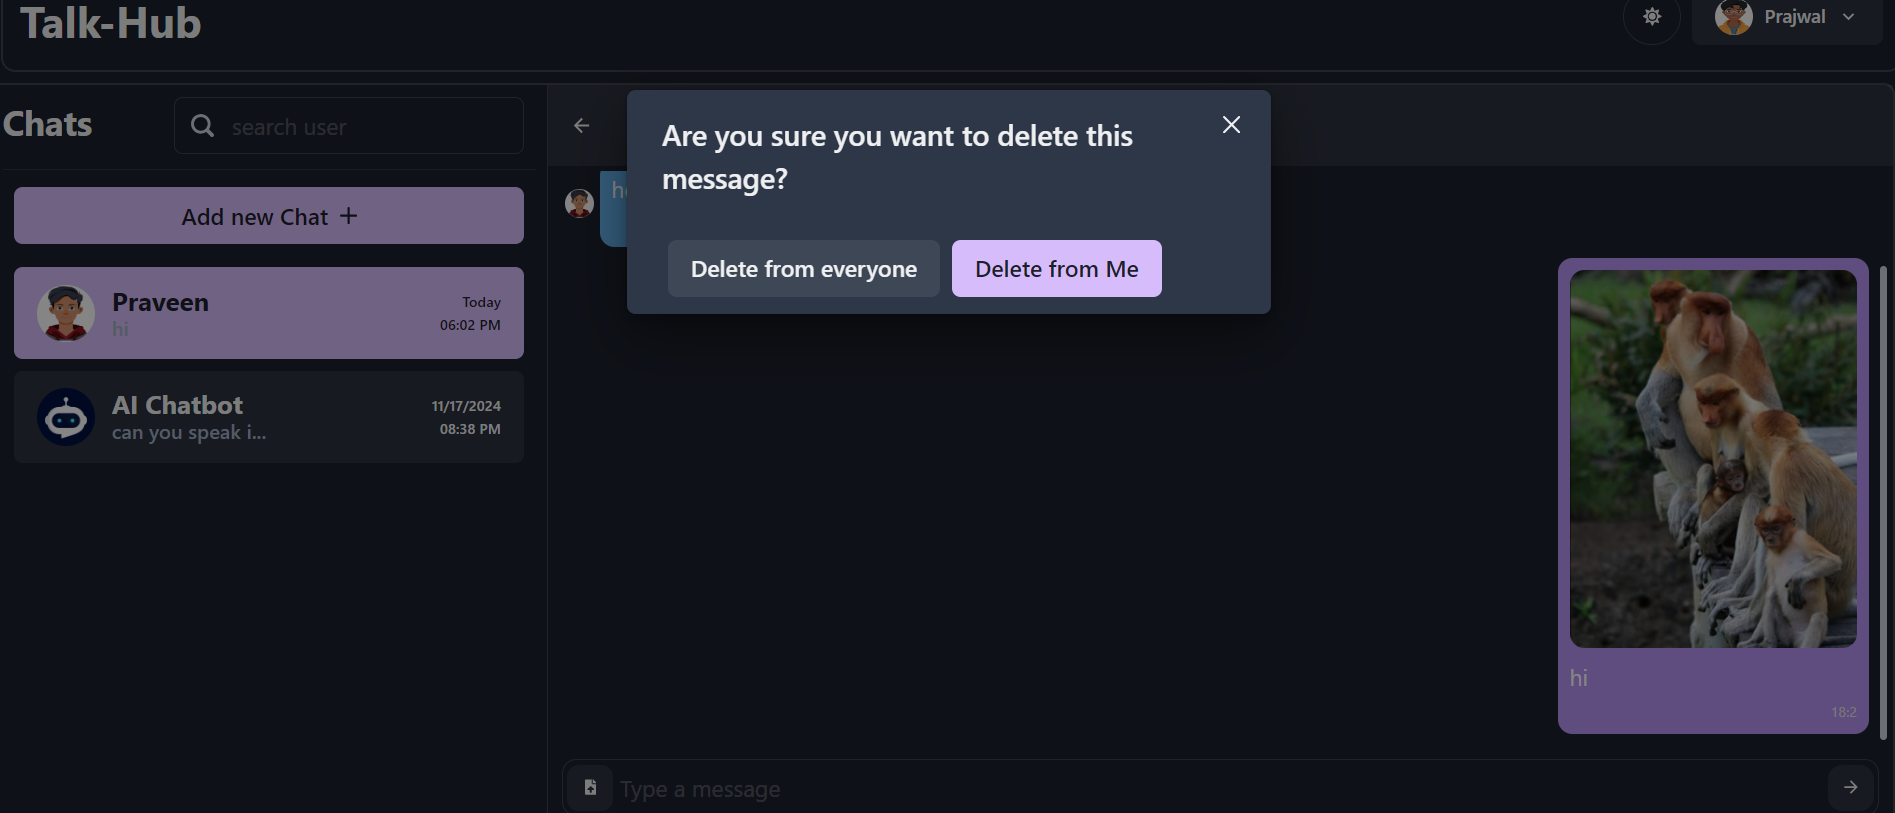 Talk-Hub
Prajwal
Chats
search user
Add new Chat +
Praveen
Today
hi
06:02 PM
AI Chatbot
11/17/2024
can you speak i...
08:38 PM
Are you sure you want to delete this
message?
Delete from everyone
Delete from Me
hi
18:2
Type a message